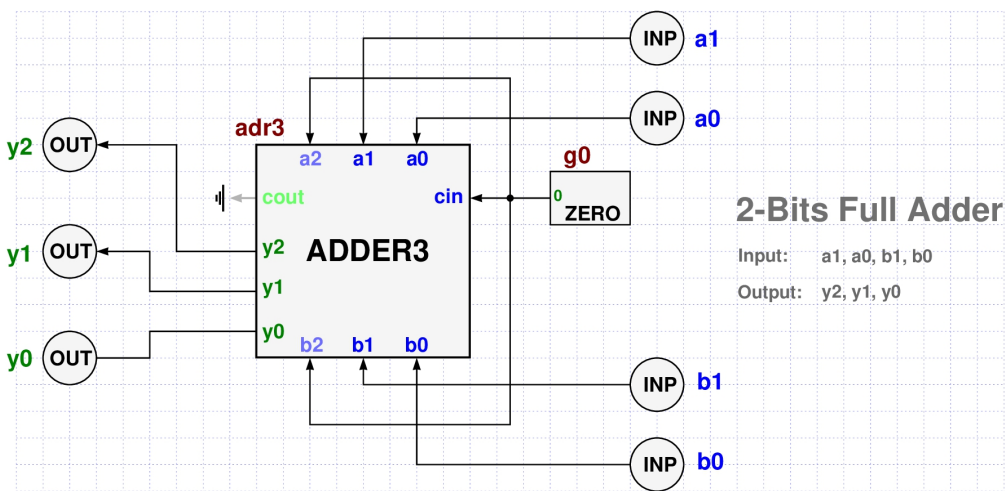 INP a1
INP a0
adr3
a2 a1 a0
g0
y2 OUT
cout
cin
0
ZERO
2-Bits Full Adder
y2
ADDER3
y1 OUT
Input: a1, a0, b1, b0
y1
Output: y2, y1, y0
y0
b2 b1 b0
y0 OUT
INP b1
INP b0